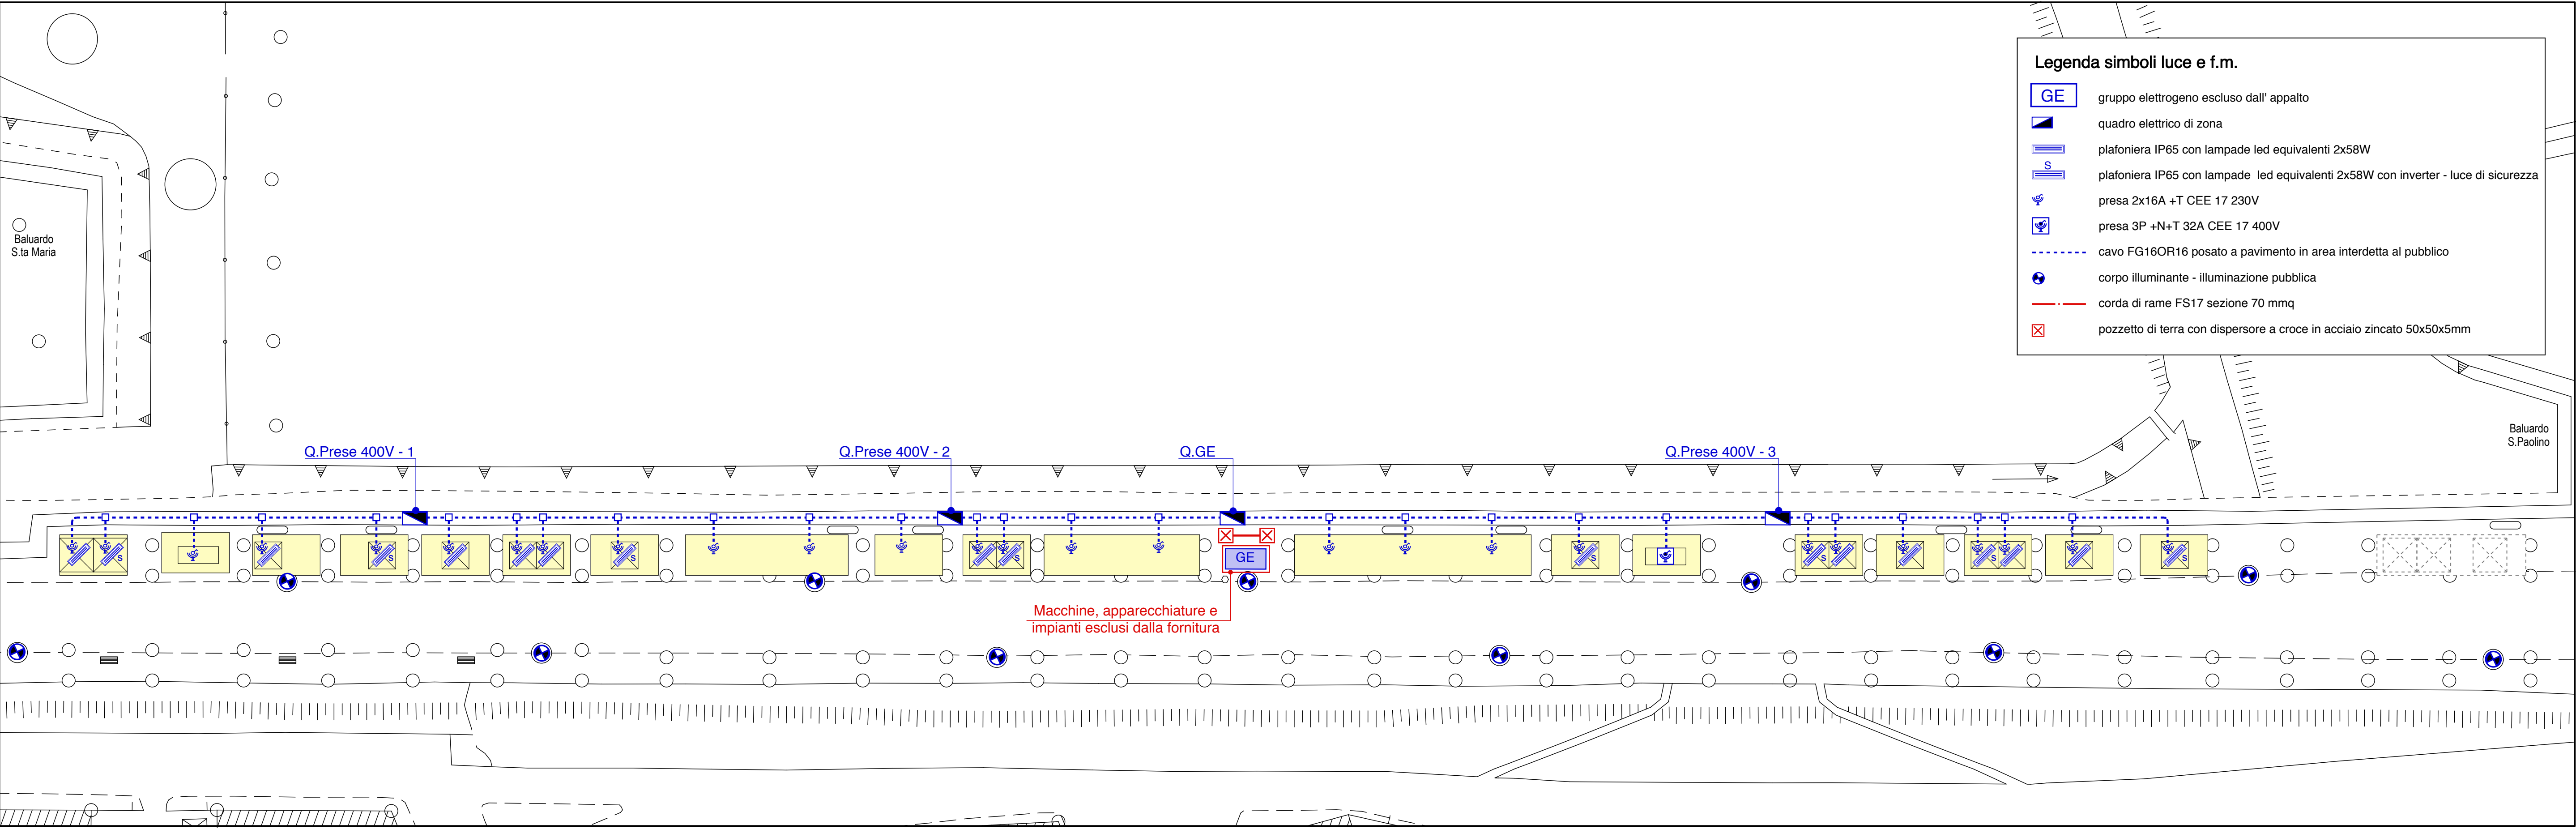 Legenda simboli luce e f.m.
GE
gruppo elettrogeno escluso dall' appalto
quadro elettrico di zona
plafoniera IP65 con lampade led equivalenti 2x58W
S
plafoniera IP65 con lampade led equivalenti 2x58W con inverter - luce di sicurezza
presa 2x16A +T CEE 17 230V
presa 3P +N+T 32A CEE 17 400V
cavo FG16OR16 posato a pavimento in area interdetta al pubblico
corpo illuminante - illuminazione pubblica
corda di rame FS17 sezione 70 mmq
pozzetto di terra con dispersore a croce in acciaio zincato 50x50x5mm
Baluardo
S.ta Maria
Baluardo
S.Paolino
Q.Prese 400V - 1
Q.Prese 400V - 2
Q.GE
Q.Prese 400V - 3
S
S
S
S
S
S
S
S
S
GE
Macchine, apparecchiature e
impianti esclusi dalla fornitura